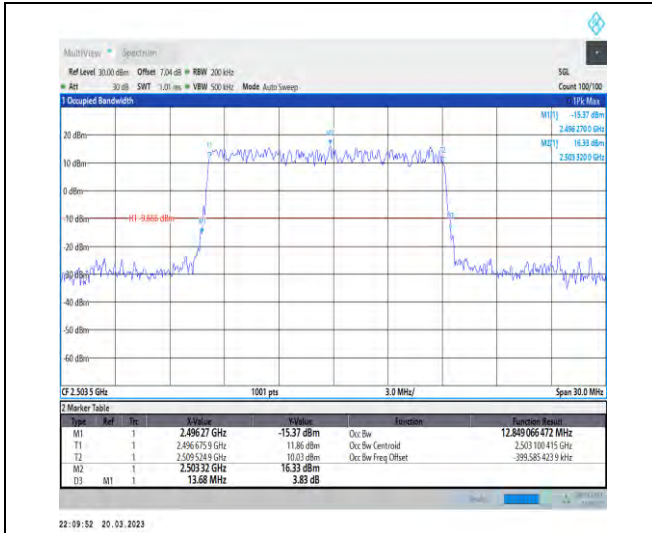 MultiView Spectrum
Ref Level 30.00 dBm Offset 7.04 dB RBW 200 kHz SGL
Att 30 dB SWT 1.01 ms VBW 500 kHz Mode Auto Sweep Count 100/100
1 Occupied Bandwidth 1Pk Max
M1[1] -15.37 dBm
2.496 270 0 GHz
M2[1] 16.33 dBm
2.503 320 0 GHz
20 dBm
10 dBm
0 dBm
-10 dBm H1 -9.666 dBm
-20 dBm
-40 dBm
-50 dBm
-60 dBm
CF 2.503 5 GHz 1001 pts 3.0 MHz/ Span 30.0 MHz
2 Marker Table
Type Ref Trc X-Value Y-Value Function Function Result
M1 1 2.496 27 GHz -15.37 dBm Occ Bw 12.849 066 472 MHz
T1 1 2.496 675 9 GHz 11.86 dBm Occ Bw Centroid 2.503 100 415 GHz
T2 1 2.509 524 9 GHz 10.03 dBm Occ Bw Freq Offset -399.585 423 9 kHz
M2 1 2.503 32 GHz 16.33 dBm
D3 M1 1 13.68 MHz 3.83 dB
22:09:52 20.03.2023